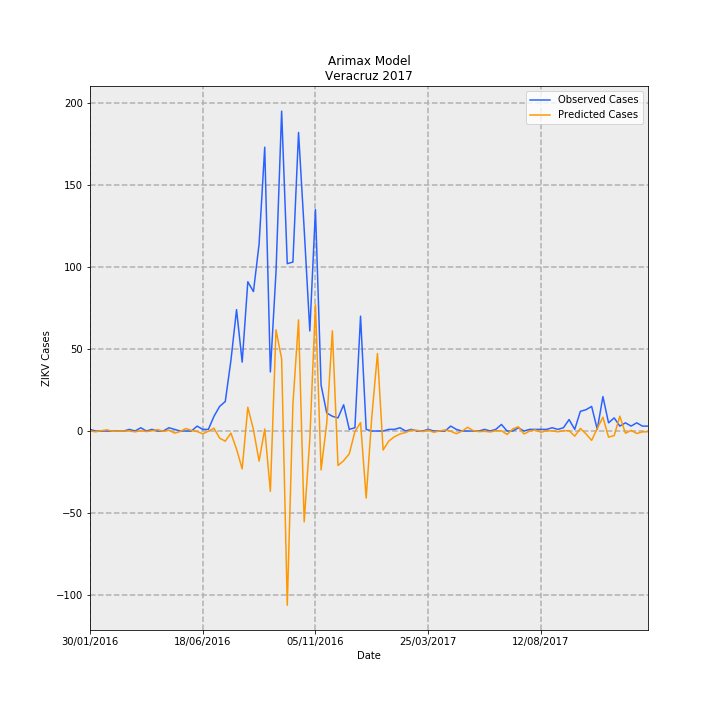 Arimax Model
Veracruz 2017
Observed Cases
Predicted Cases
200
150
100
50
0
−50
−100
ZIKV Cases
30/01/2016
18/06/2016
05/11/2016
25/03/2017
12/08/2017
Date